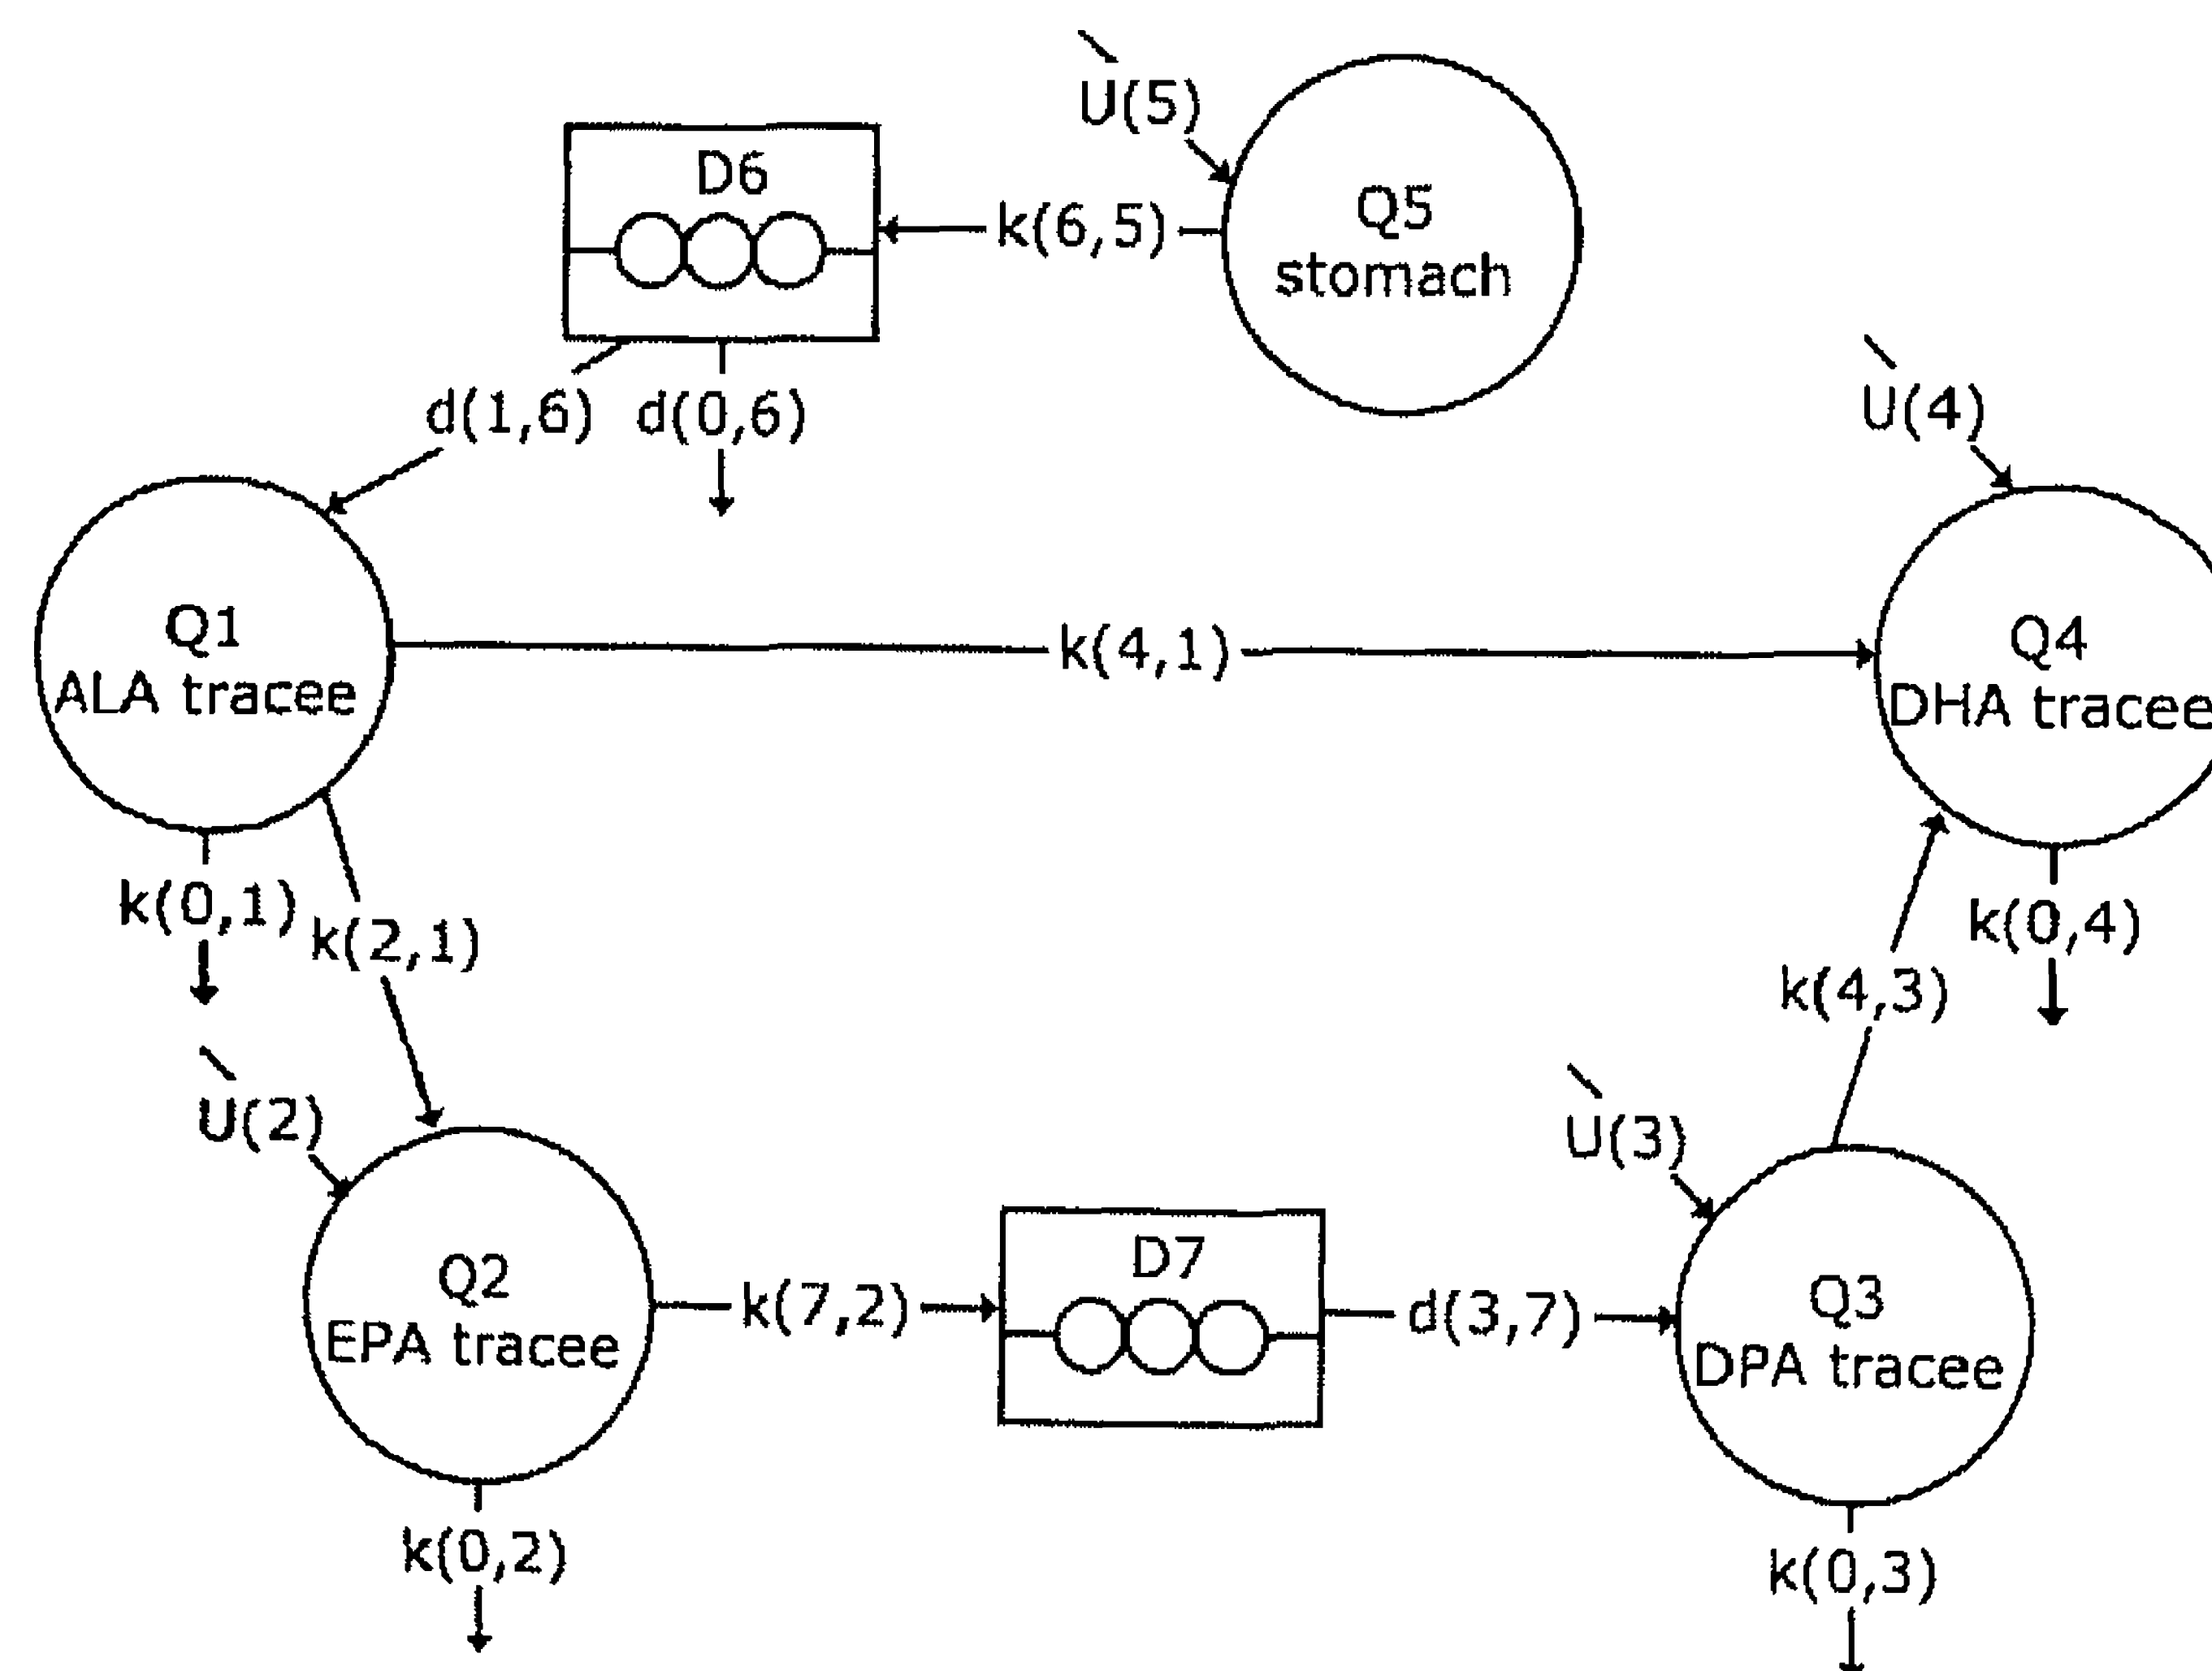 U(5)
D6
Q5
stomach
k(6,5)
d(1,6)
d(0,6)
U(4)
Q1
ALA tracee
k(4,1)
Q4
DHA tracee
k(0,1)
k(2,1)
k(0,4)
k(4,3)
U(2)
U(3)
Q2
EPA tracee
k(7,2)
D7
d(3,7)
Q3
DPA tracee
k(0,2)
k(0,3)